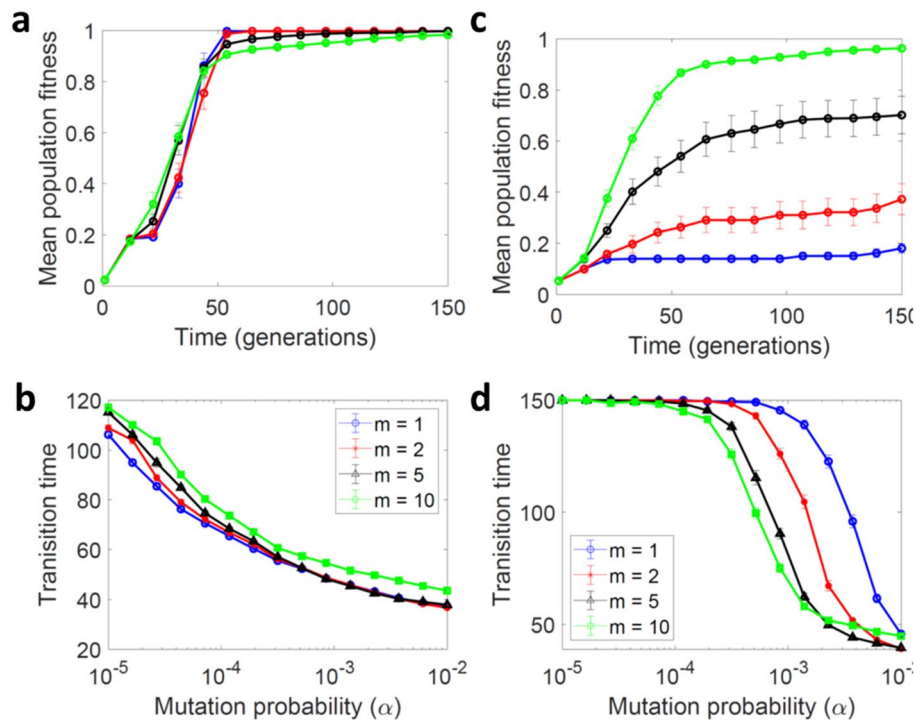 a
Mean population fitness
1
0.8
0.6
0.4
0.2
0
0 50 100 150
Time (generations)
c
Mean population fitness
1
0.8
0.6
0.4
0.2
0
0 50 100 150
Time (generations)
b
Tranisition time
120
100
80
60
40
20
m = 1
m = 2
m = 5
m = 10
10⁻⁵ 10⁻⁴ 10⁻³ 10⁻²
Mutation probability (α)
d
Tranisition time
150
100
50
m = 1
m = 2
m = 5
m = 10
10⁻⁵ 10⁻⁴ 10⁻³ 10⁻²
Mutation probability (α)